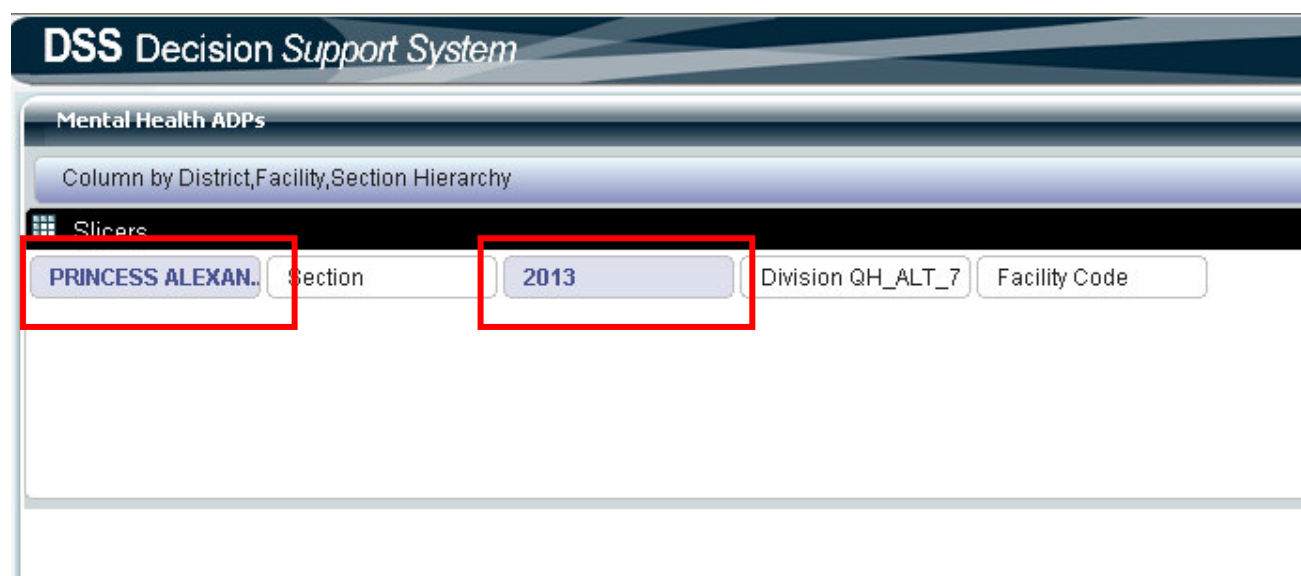 DSS Decision Support System
Mental Health ADPs
Column by District,Facility,Section Hierarchy
Slicers
PRINCESS ALEXAN.. Section 2013 Division QH_ALT_7 Facility Code